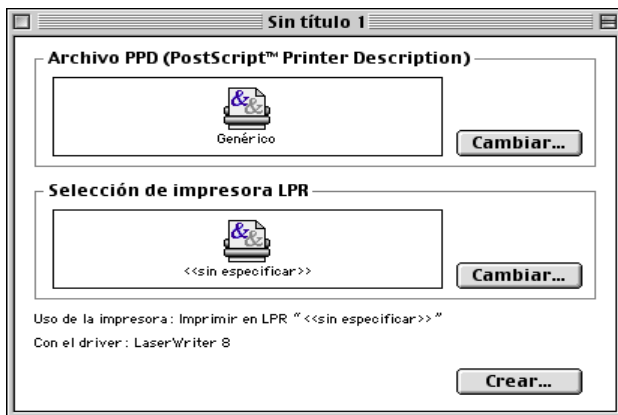 Sin título 1
Archivo PPD (PostScript™ Printer Description)
Genérico
Cambiar...
Selección de impresora LPR
<<sin especificar>>
Cambiar...
Uso de la impresora: Imprimir en LPR "<<sin especificar>>"
Con el driver: LaserWriter 8
Crear...